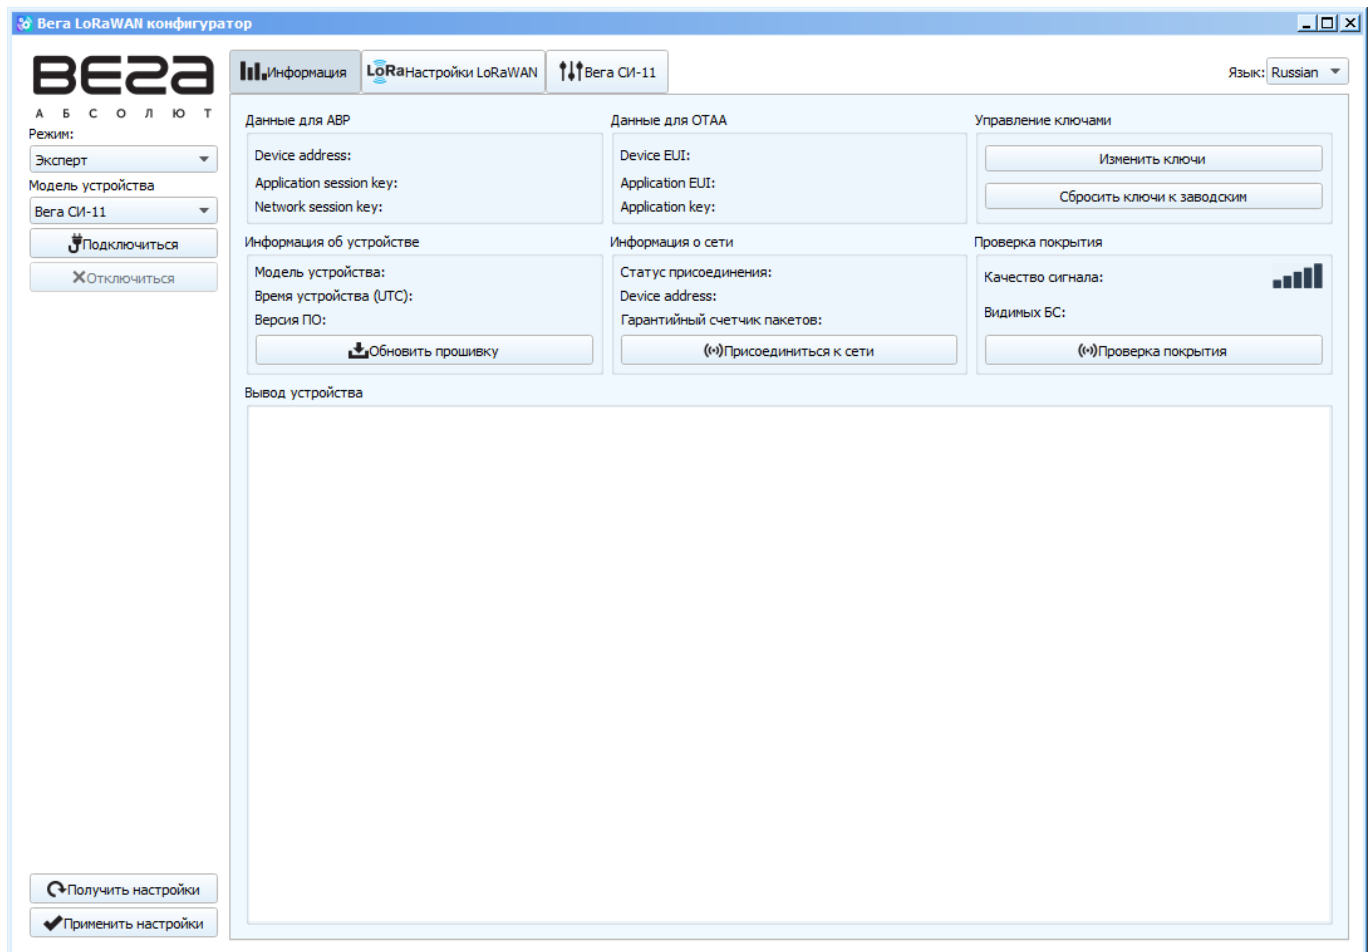 Вега LoRaWAN конфигуратор
ВЕГА
АБСОЛЮТ
Режим:
Эксперт
Модель устройства
Вега СИ-11
Подключиться
Отключиться
Получить настройки
Применить настройки
Информация
LoRa Настройки LoRaWAN
Вега СИ-11
Язык: Russian
Данные для ABP
Device address:
Application session key:
Network session key:
Данные для OTAA
Device EUI:
Application EUI:
Application key:
Управление ключами
Изменить ключи
Сбросить ключи к заводским
Информация об устройстве
Модель устройства:
Время устройства (UTC):
Версия ПО:
Обновить прошивку
Информация о сети
Статус присоединения:
Device address:
Гарантийный счетчик пакетов:
Присоединиться к сети
Проверка покрытия
Качество сигнала:
Видимых БС:
Проверка покрытия
Вывод устройства